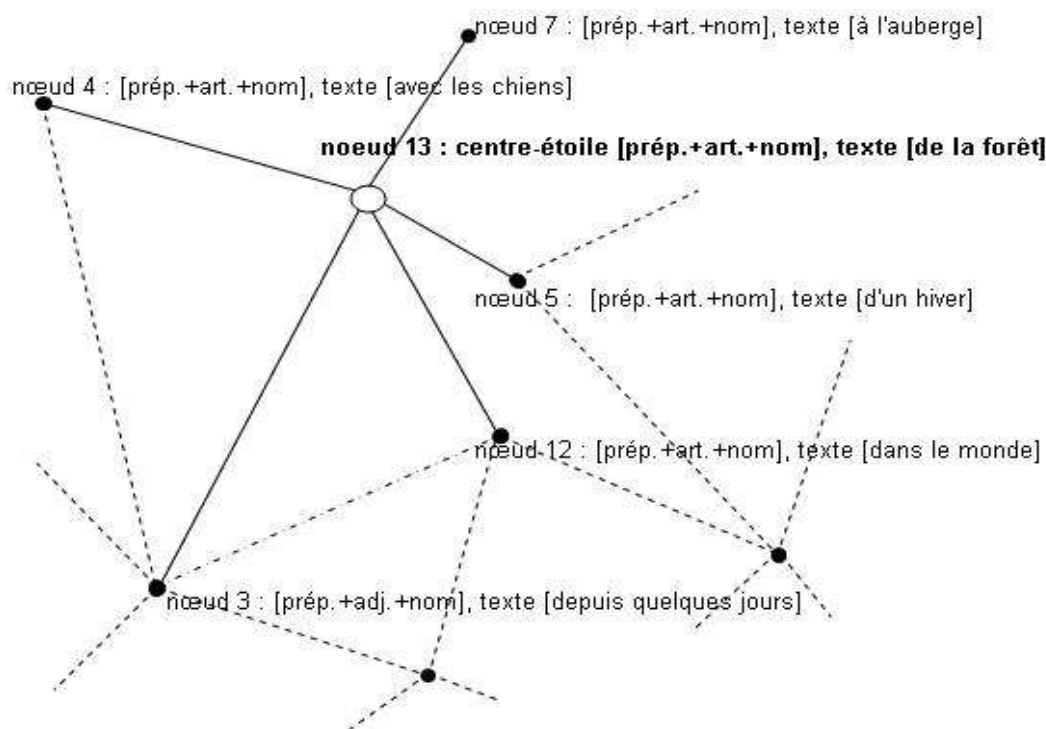 nœud 7 : [prép.+art.+nom], texte [à l'auberge]
nœud 4 : [prép.+art.+nom], texte [avec les chiens]
noeud 13 : centre-étoile [prép.+art.+nom], texte [de la forêt]
nœud 5 : [prép.+art.+nom], texte [d'un hiver]
nœud 12 : [prép.+art.+nom], texte [dans le monde]
nœud 3 : [prép.+adj.+nom], texte [depuis quelques jours]